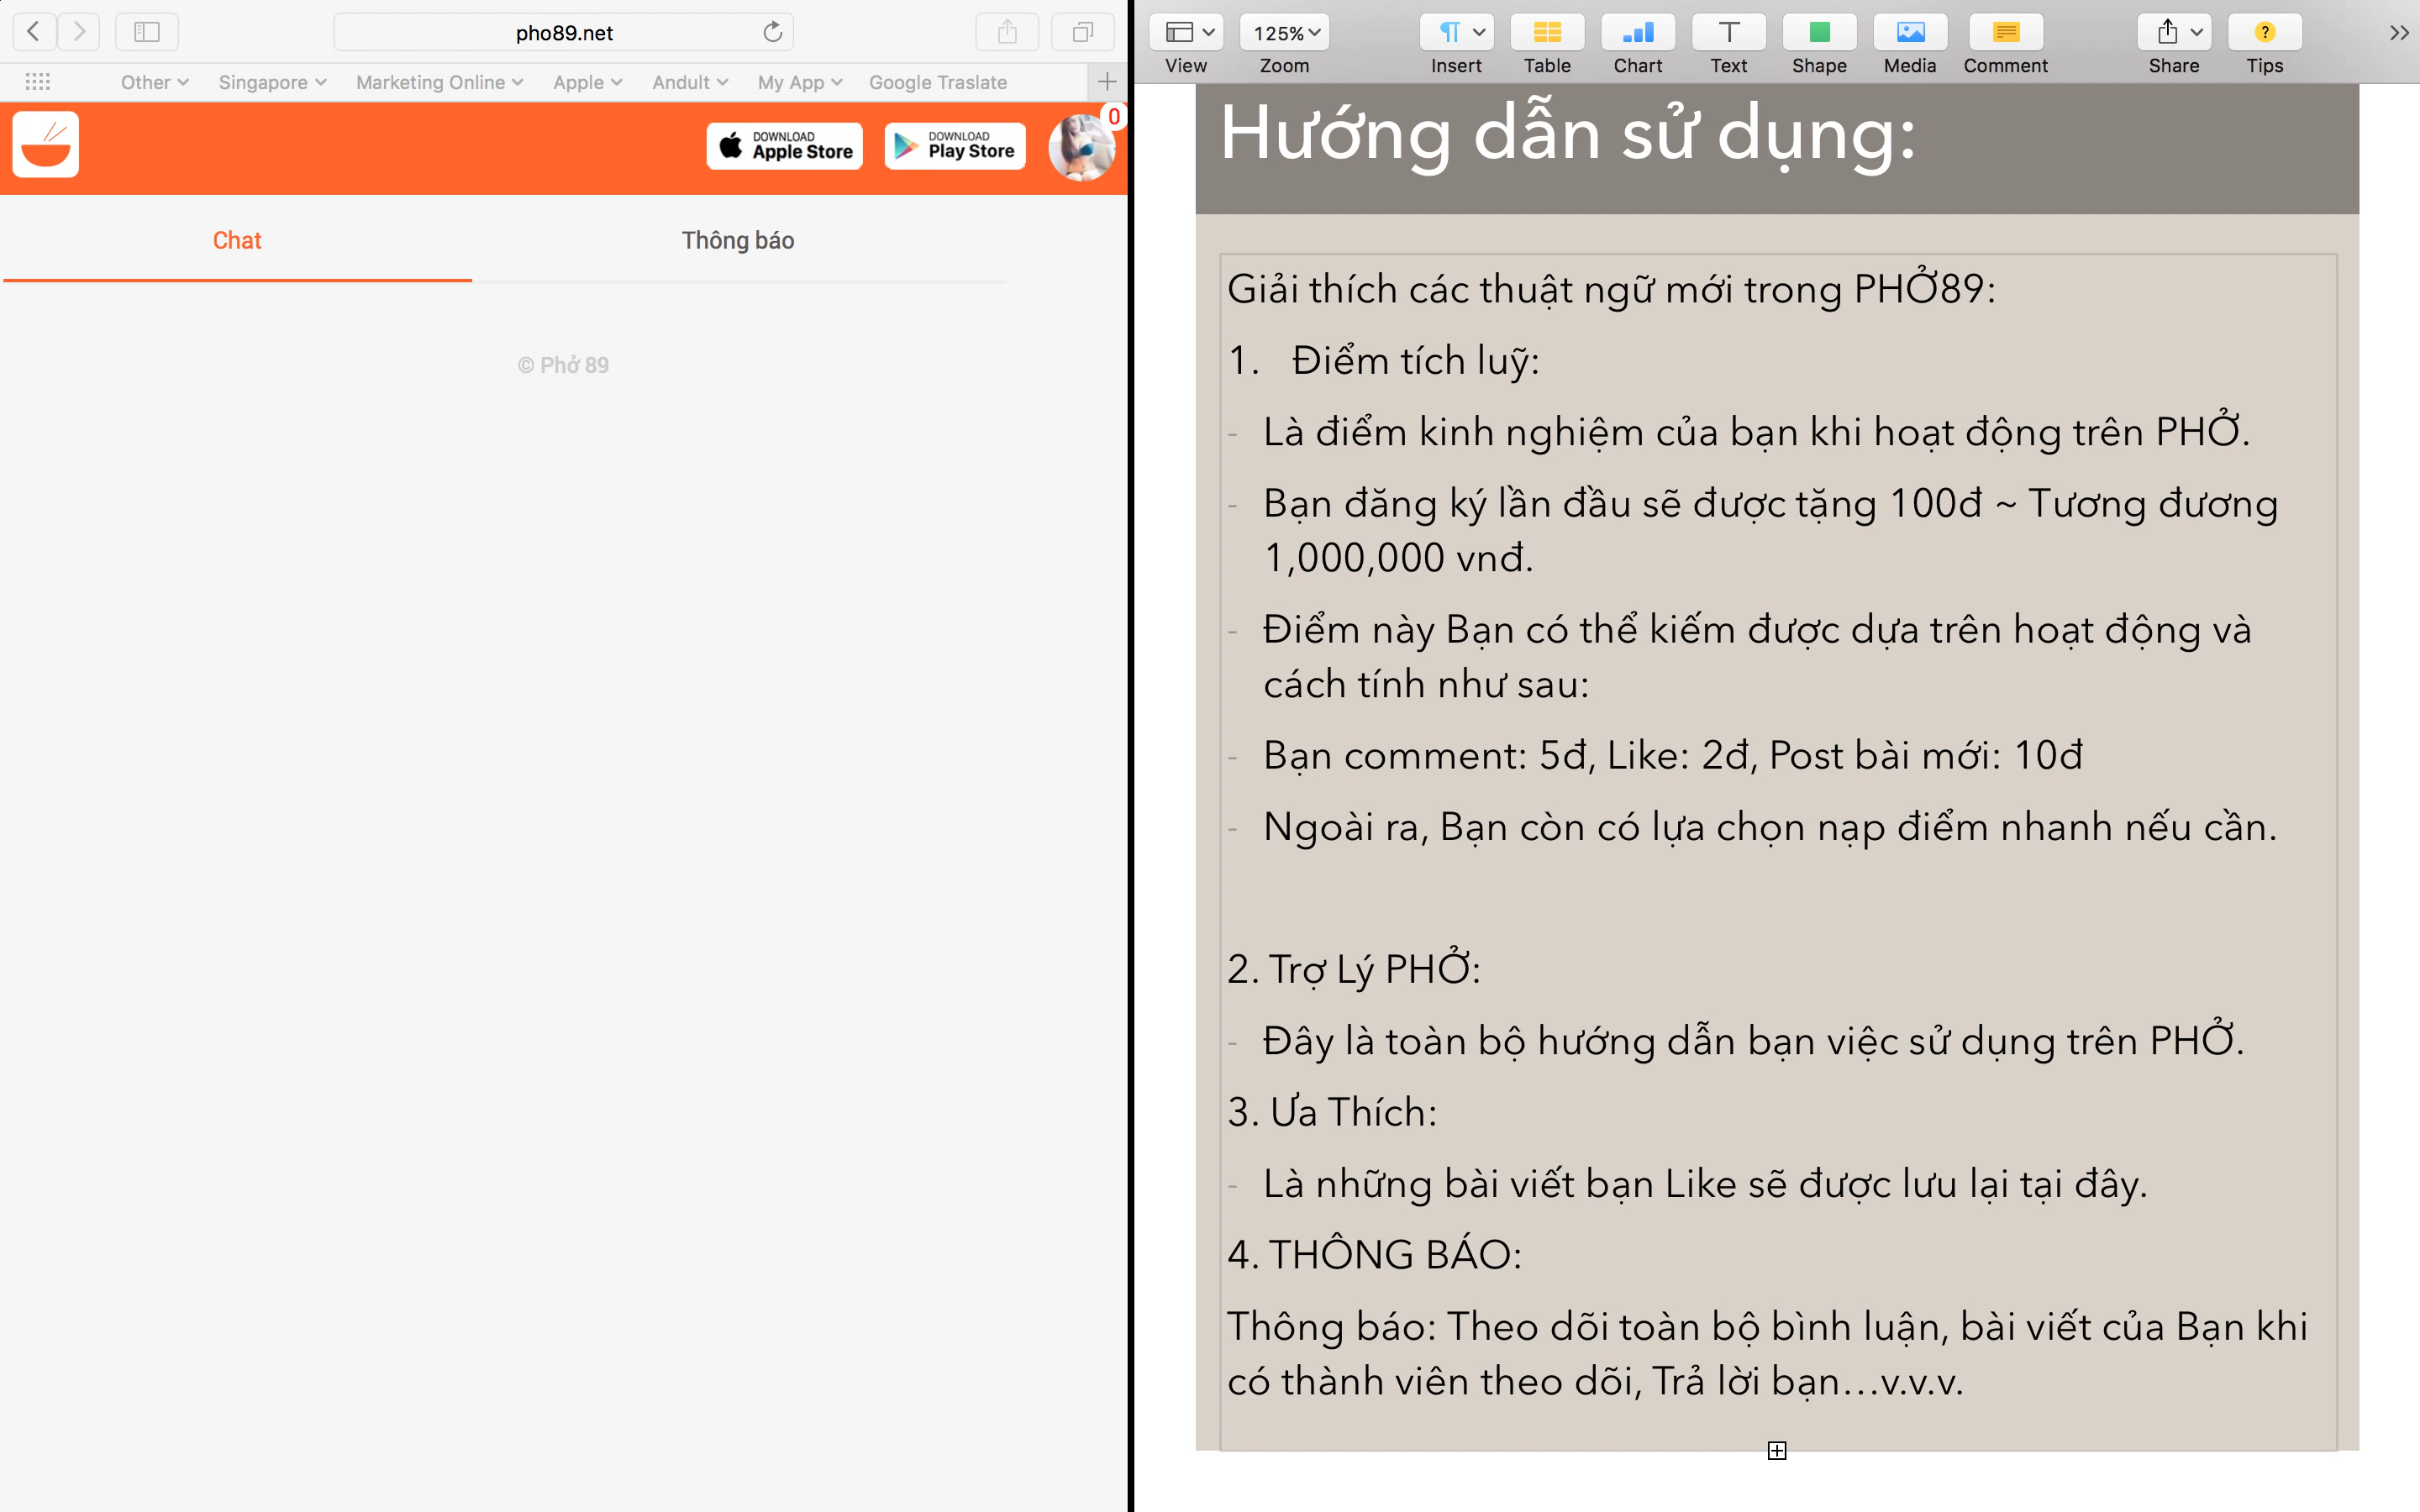 pho89.net
Other
Singapore
Marketing Online
Apple
Andult
My App
Google Traslate
DOWNLOAD
Apple Store
DOWNLOAD
Play Store
0
Chat
Thông báo
© Phở 89
125%
View
Zoom
Insert
Table
Chart
Text
Shape
Media
Comment
Share
Tips
Hướng dẫn sử dụng:
Giải thích các thuật ngữ mới trong PHỞ89:
1. Điểm tích luỹ:
- Là điểm kinh nghiệm của bạn khi hoạt động trên PHỞ.
- Bạn đăng ký lần đầu sẽ được tặng 100đ ~ Tương đương
1,000,000 vnđ.
- Điểm này Bạn có thể kiếm được dựa trên hoạt động và
cách tính như sau:
- Bạn comment: 5đ, Like: 2đ, Post bài mới: 10đ
- Ngoài ra, Bạn còn có lựa chọn nạp điểm nhanh nếu cần.
2. Trợ Lý PHỞ:
- Đây là toàn bộ hướng dẫn bạn việc sử dụng trên PHỞ.
3. Ưa Thích:
- Là những bài viết bạn Like sẽ được lưu lại tại đây.
4. THÔNG BÁO:
Thông báo: Theo dõi toàn bộ bình luận, bài viết của Bạn khi
có thành viên theo dõi, Trả lời bạn…v.v.v.